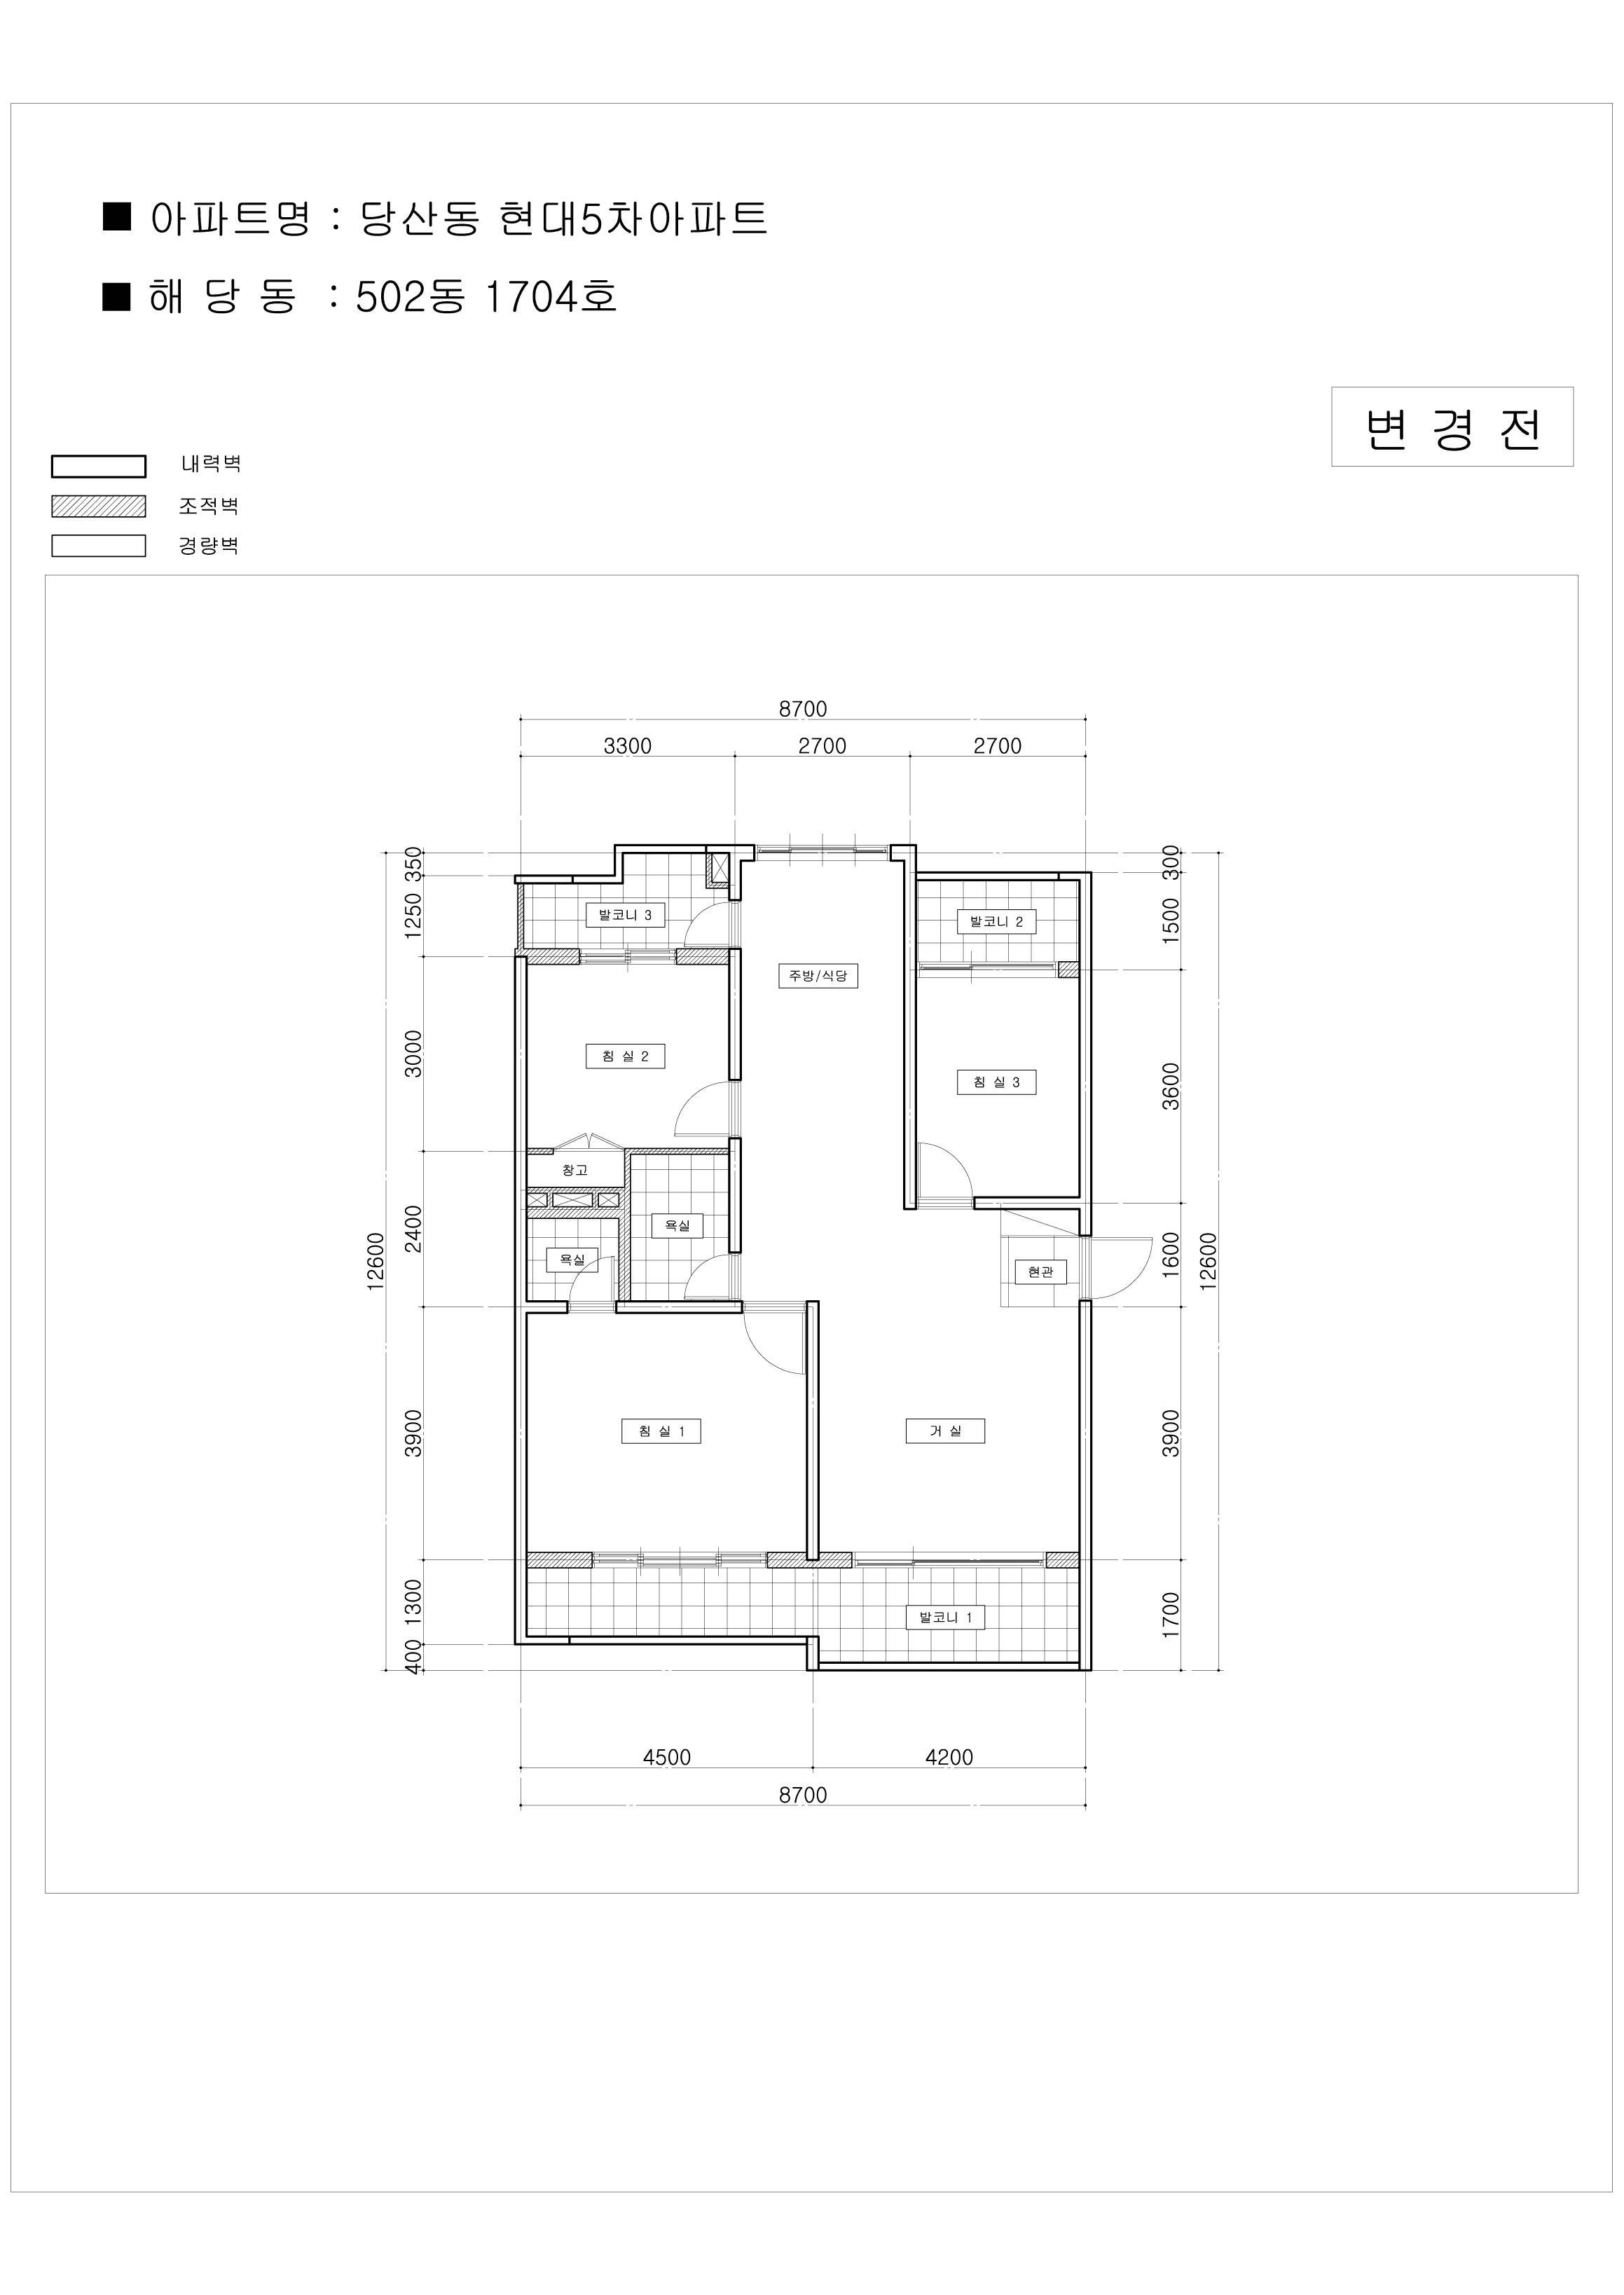 ■ 아파트명 : 당산동 현대5차아파트
■ 해 당 동 : 502동 1704호
변 경 전
내력벽
조적벽
경량벽
8700
3300 2700 2700
350
300
1250
1500
발코니 3
발코니 2
주방/식당
3000
침 실 2
3600
침 실 3
창고
2400
욕실
욕실
12600
1600
12600
현관
3900
침 실 1
거 실
3900
1300
발코니 1
1700
400
4500 4200
8700